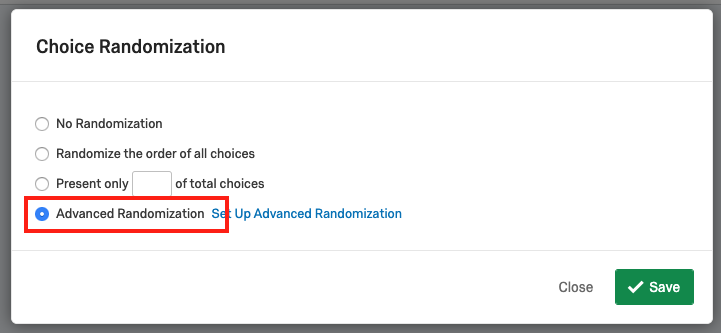 Choice Randomization
No Randomization
Randomize the order of all choices
Present only of total choices
Advanced Randomization Set Up Advanced Randomization
Close Save